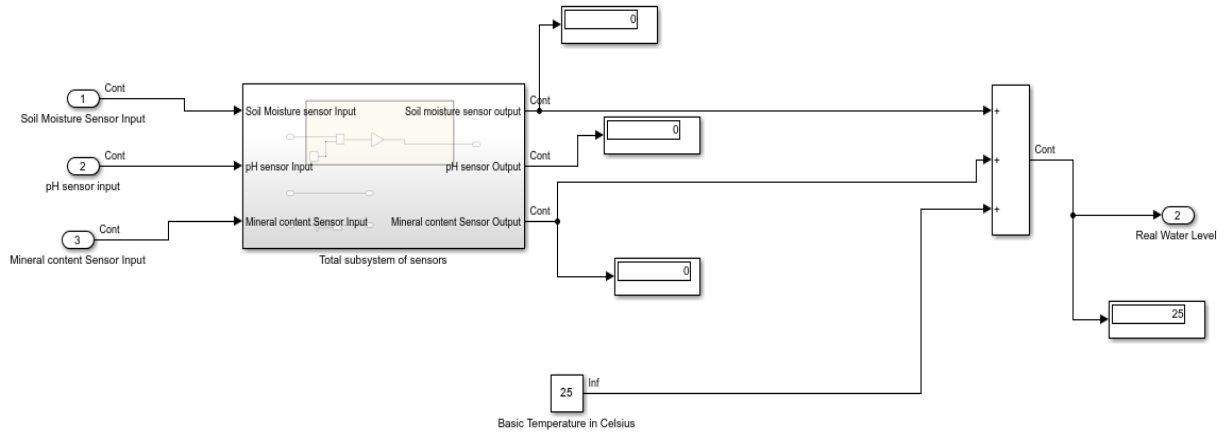 0
Cont
1
Soil Moisture Sensor Input
Soil Moisture sensor Input
Soil moisture sensor output
Cont
+
0
Cont
2
pH sensor input
pH sensor Input
pH sensor Output
Cont
+
Cont
Cont
3
Mineral content Sensor Input
Mineral content Sensor Input
Mineral content Sensor Output
Cont
+
2
Real Water Level
Total subsystem of sensors
0
25
25
Inf
Basic Temperature in Celsius